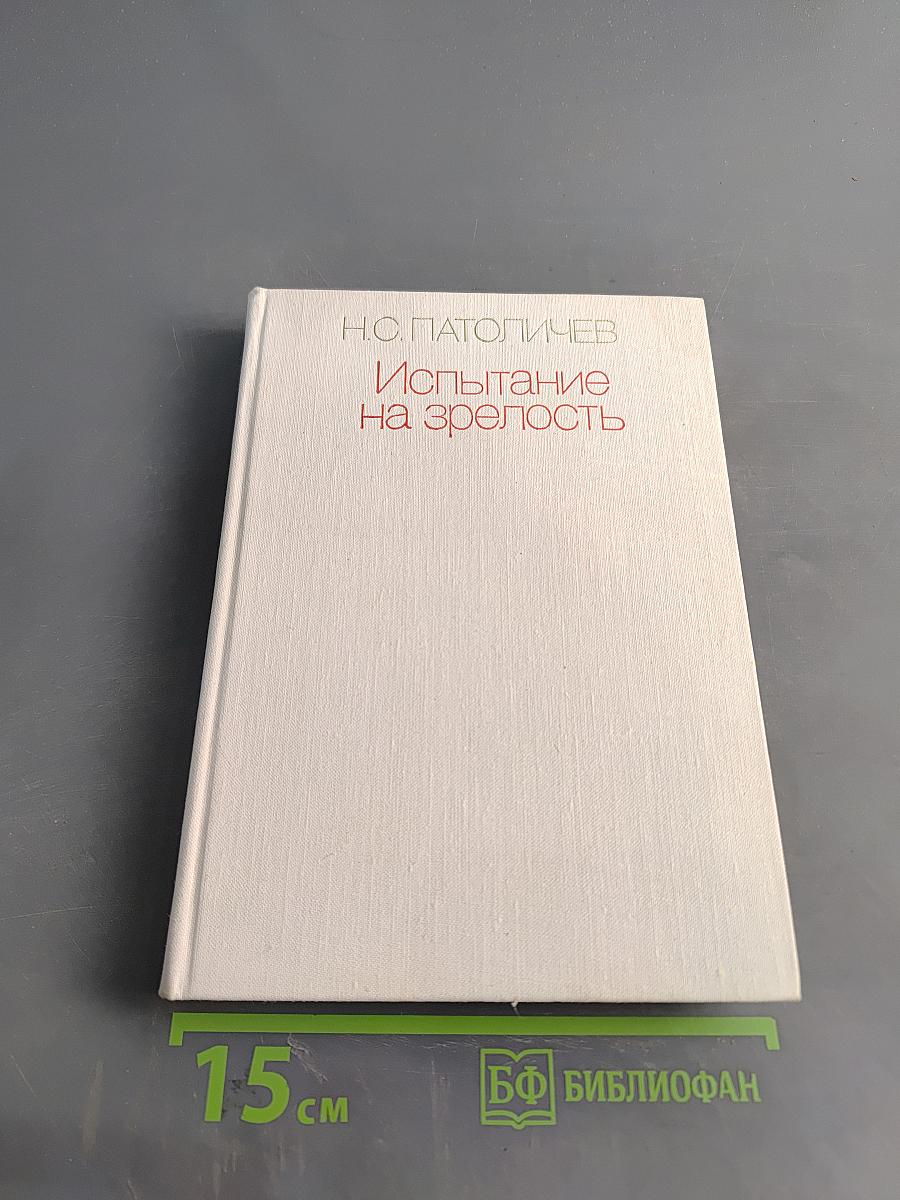 Н.С. ПАТОЛИЧЕВ
Испытание
на зрелость
15 см
БФ БИБЛИОФАН